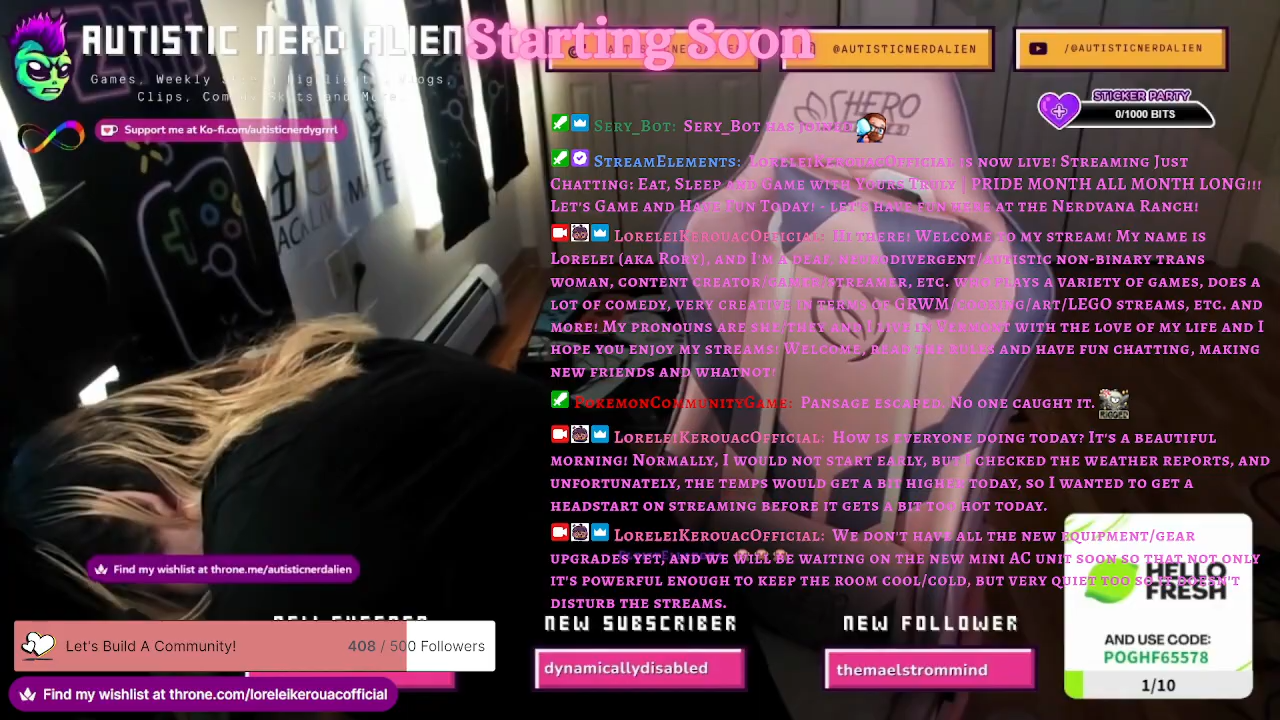 AUTISTIC NERD ALIEN
Starting Soon
@AUTISTICNERDALIEN
/@AUTISTICNERDALIEN
Games, Weekly
Clips,
Support me at Ko-fi.com/autisticnerdygrrrl
STICKER PARTY
0/1000 BITS
HERO
Sery_Bot: Sery_Bot has joined
StreamElements: LoreleiKerouacOfficial is now live! Streaming Just
Chatting: Eat, Sleep and Game with Yours Truly | PRIDE MONTH ALL MONTH LONG!!!
Let's Game and Have Fun Today! - let's have fun here at the Nerdvana Ranch!
LoreleiKerouacOfficial: Hi there! Welcome to my stream! My name is
Lorelei (aka Rory), and I'm a deaf, neurodivergent/autistic non-binary trans
woman, content creator/gamer/streamer, etc. who plays a variety of games, does a
lot of comedy, very creative in terms of GRWM/cooking/art/LEGO streams, etc. and
more! My pronouns are she/they and I live in Vermont with the love of my life and I
hope you enjoy my streams! Welcome, read the rules and have fun chatting, making
new friends and whatnot!
PokemonCommunityGame: Pansage escaped. No one caught it.
LoreleiKerouacOfficial: How is everyone doing today? It's a beautiful
morning! Normally, I would not start early, but I checked the weather reports, and
unfortunately, the temps would get a bit higher today, so I wanted to get a
headstart on streaming before it gets a bit too hot today.
LoreleiKerouacOfficial: We don't have all the new equipment/gear
upgrades yet, and we will be waiting on the new mini AC unit soon so that not only
it's powerful enough to keep the room cool/cold, but very quiet too so it doesn't
disturb the streams.
Find my wishlist at throne.me/autisticnerdalien
HELLO
FRESH
AND USE CODE:
POGHF65578
1/10
NEW SUBSCRIBER
dynamicallydisabled
NEW FOLLOWER
themaelstrommind
Let's Build A Community!
408 / 500 Followers
Find my wishlist at throne.com/loreleikerouacofficial